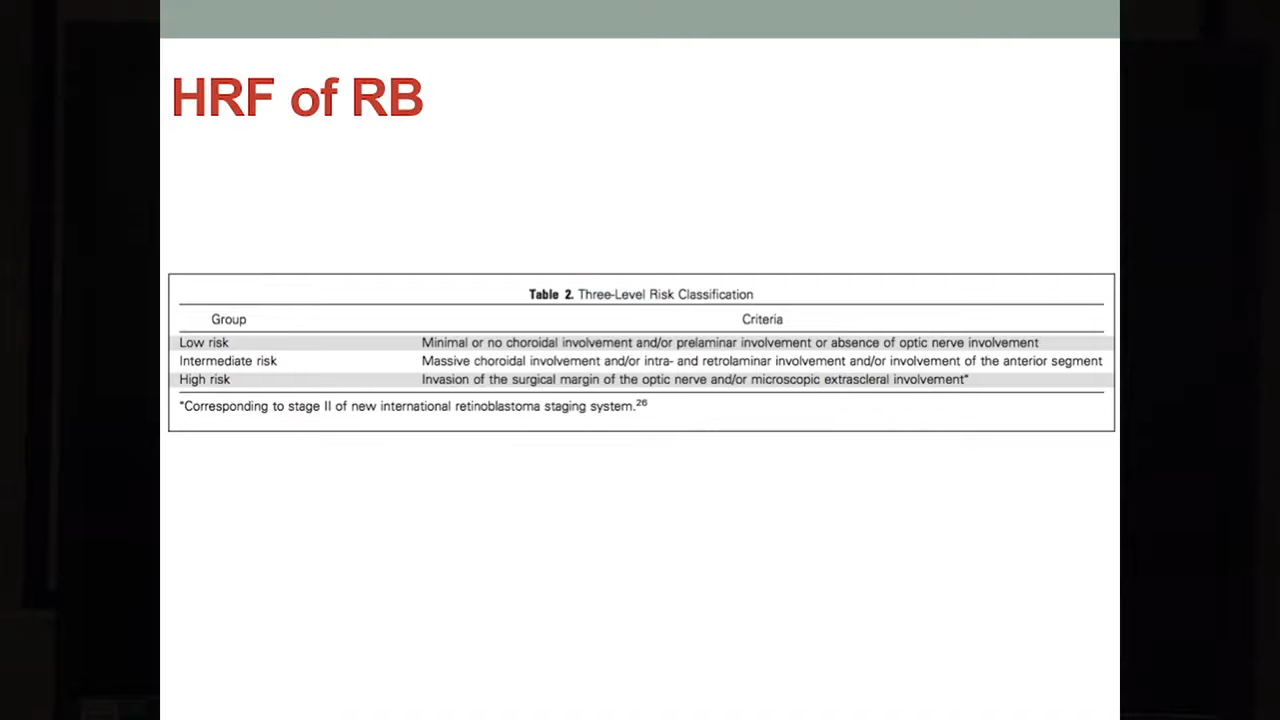 HRF of RB
Table 2. Three-Level Risk Classification
Group Criteria
Low risk Minimal or no choroidal involvement and/or prelaminar involvement or absence of optic nerve involvement
Intermediate risk Massive choroidal involvement and/or intra- and retrolaminar involvement and/or involvement of the anterior segment
High risk Invasion of the surgical margin of the optic nerve and/or microscopic extrascleral involvement*
*Corresponding to stage II of new international retinoblastoma staging system.26